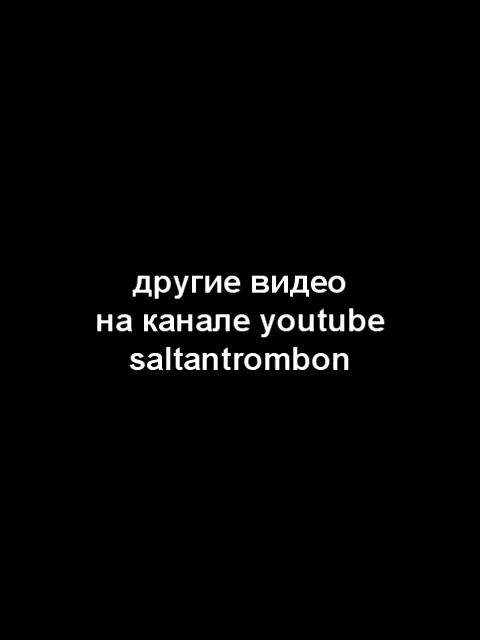 другие видео
на канале youtube
saltantrombon